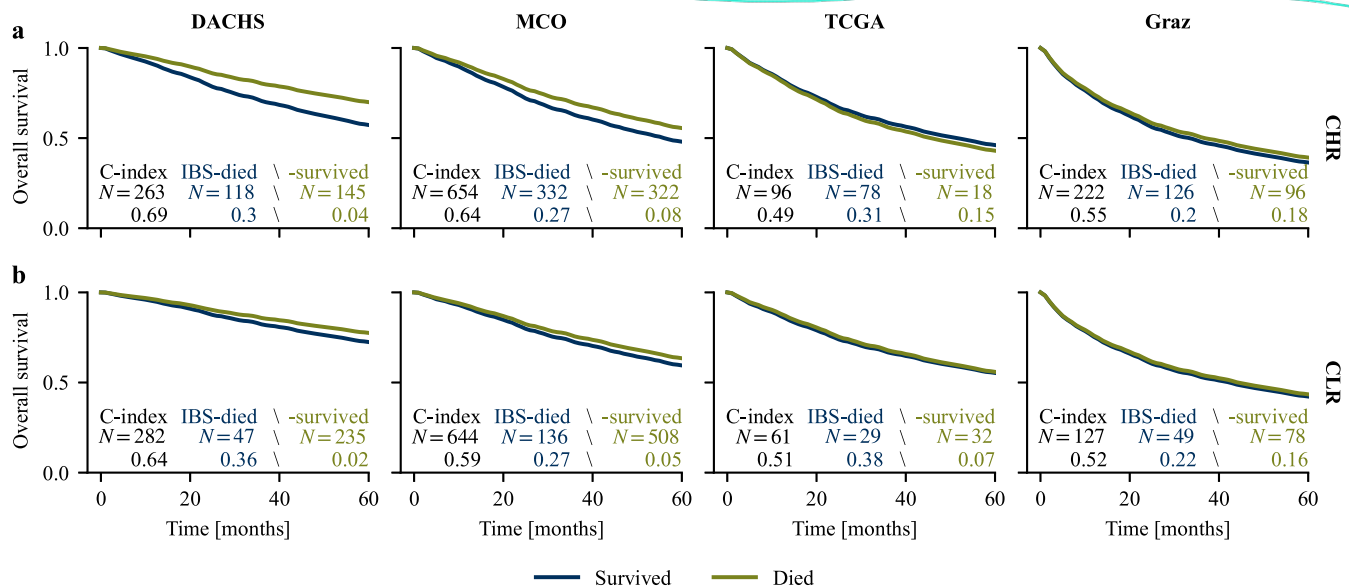 DACHS MCO TCGA Graz
a
Overall survival
1.0
0.5
0.0
C-index IBS-died \ -survived
N = 263 N = 118 \ N = 145
0.69 0.3 \ 0.04
C-index IBS-died \ -survived
N = 654 N = 332 \ N = 322
0.64 0.27 \ 0.08
C-index IBS-died \ -survived
N = 96 N = 78 \ N = 18
0.49 0.31 \ 0.15
C-index IBS-died \ -survived
N = 222 N = 126 \ N = 96
0.55 0.2 \ 0.18
CHR
b
Overall survival
1.0
0.5
0.0
C-index IBS-died \ -survived
N = 282 N = 47 \ N = 235
0.64 0.36 \ 0.02
C-index IBS-died \ -survived
N = 644 N = 136 \ N = 508
0.59 0.27 \ 0.05
C-index IBS-died \ -survived
N = 61 N = 29 \ N = 32
0.51 0.38 \ 0.07
C-index IBS-died \ -survived
N = 127 N = 49 \ N = 78
0.52 0.22 \ 0.16
CLR
0 20 40 60 0 20 40 60 0 20 40 60 0 20 40 60
Time [months] Time [months] Time [months] Time [months]
Survived Died